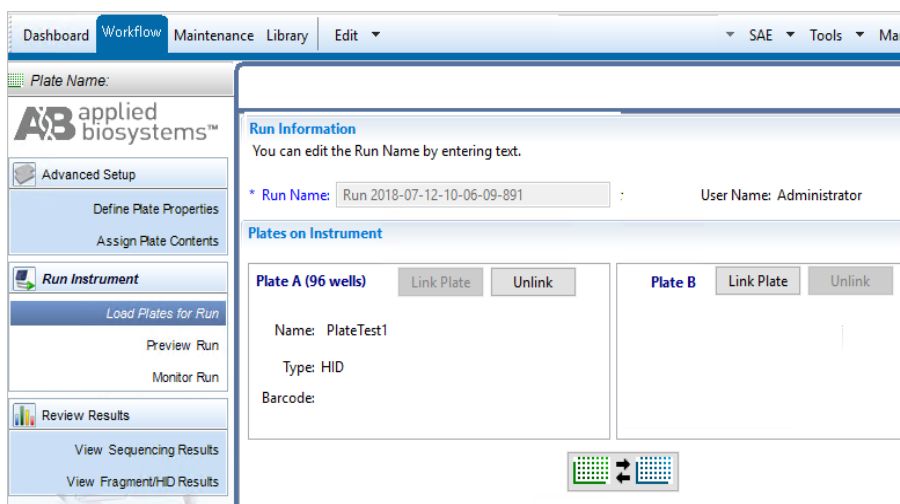 Dashboard Workflow Maintenance Library Edit SAE Tools Ma
Plate Name:
AB applied
biosystems™
Advanced Setup
Define Plate Properties
Assign Plate Contents
Run Instrument
Load Plates for Run
Preview Run
Monitor Run
Review Results
View Sequencing Results
View Fragment/HID Results
Run Information
You can edit the Run Name by entering text.
* Run Name: Run 2018-07-12-10-06-09-891 User Name: Administrator
Plates on Instrument
Plate A (96 wells) Link Plate Unlink
Name: PlateTest1
Type: HID
Barcode:
Plate B Link Plate Unlink